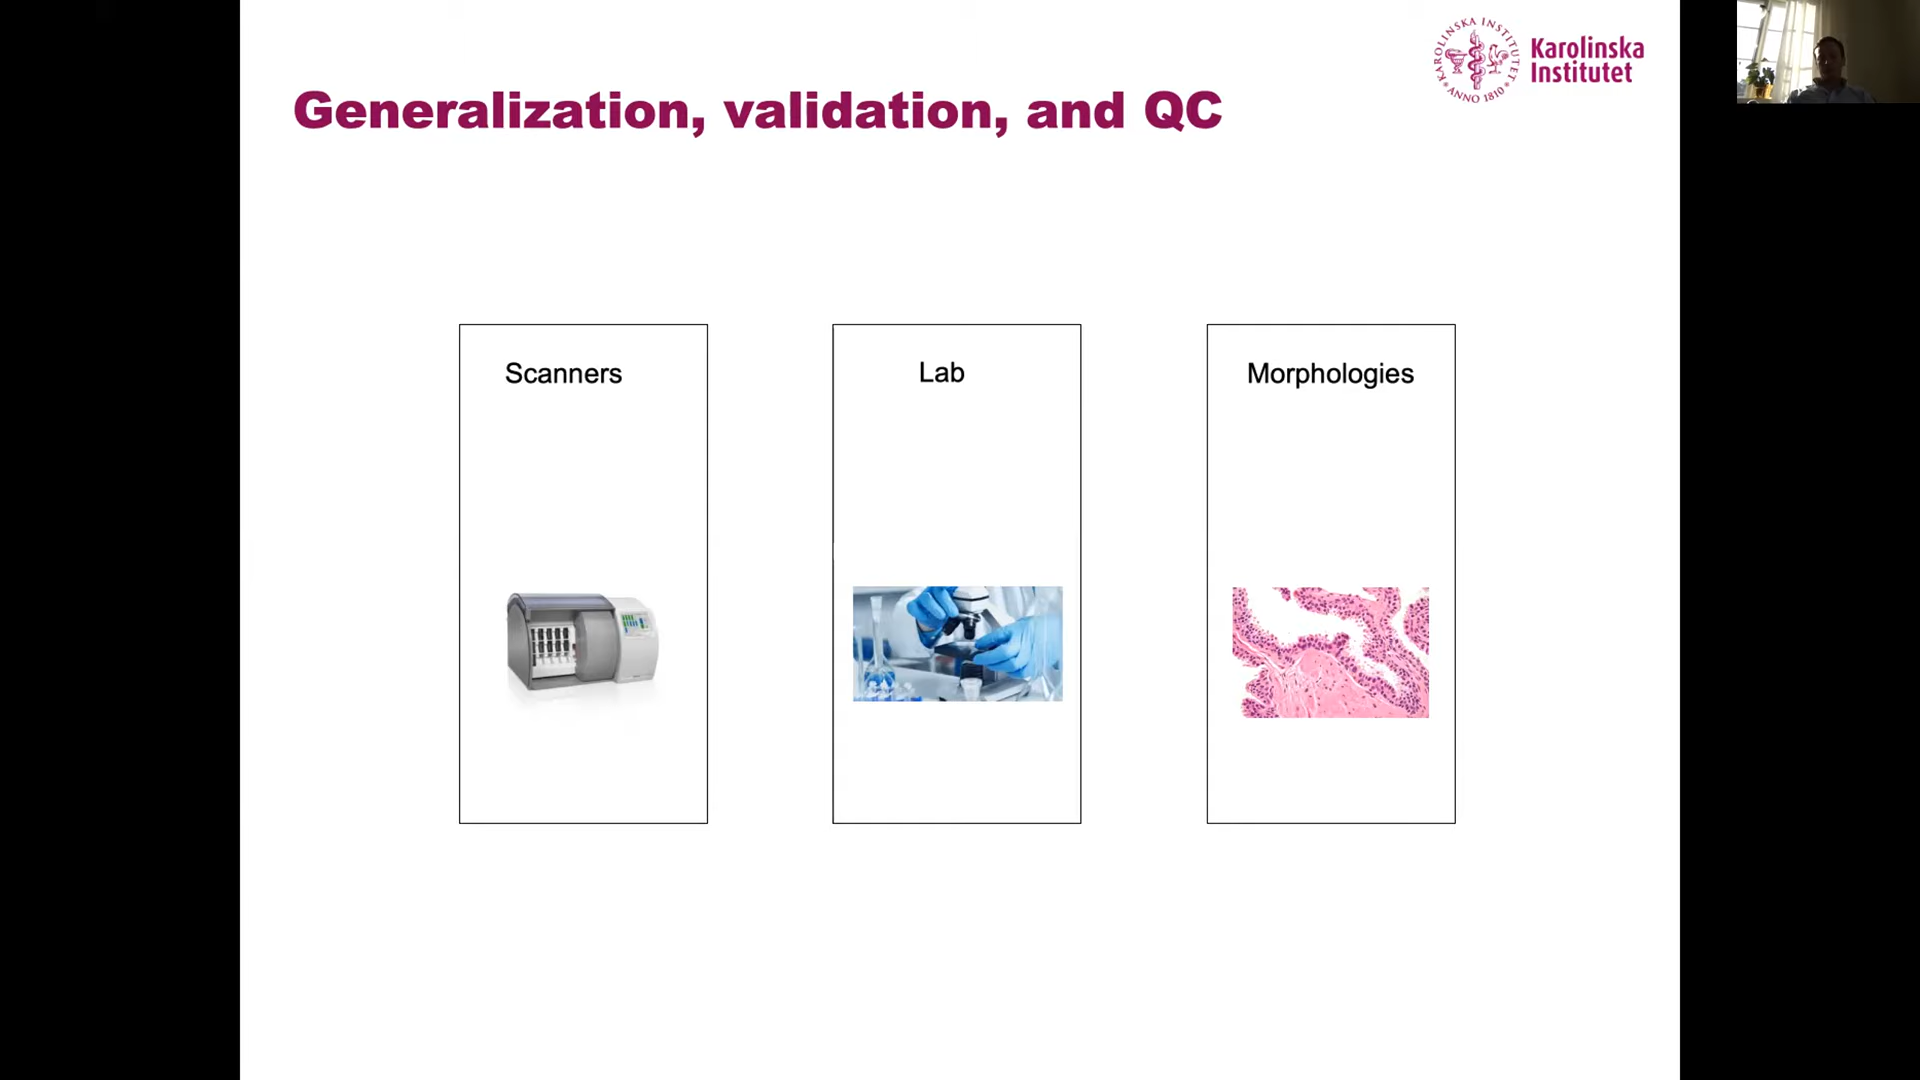 KAROLINSKA INSTITUTET
ANNO 1810
Karolinska
Institutet
Generalization, validation, and QC
Scanners
Lab
Morphologies